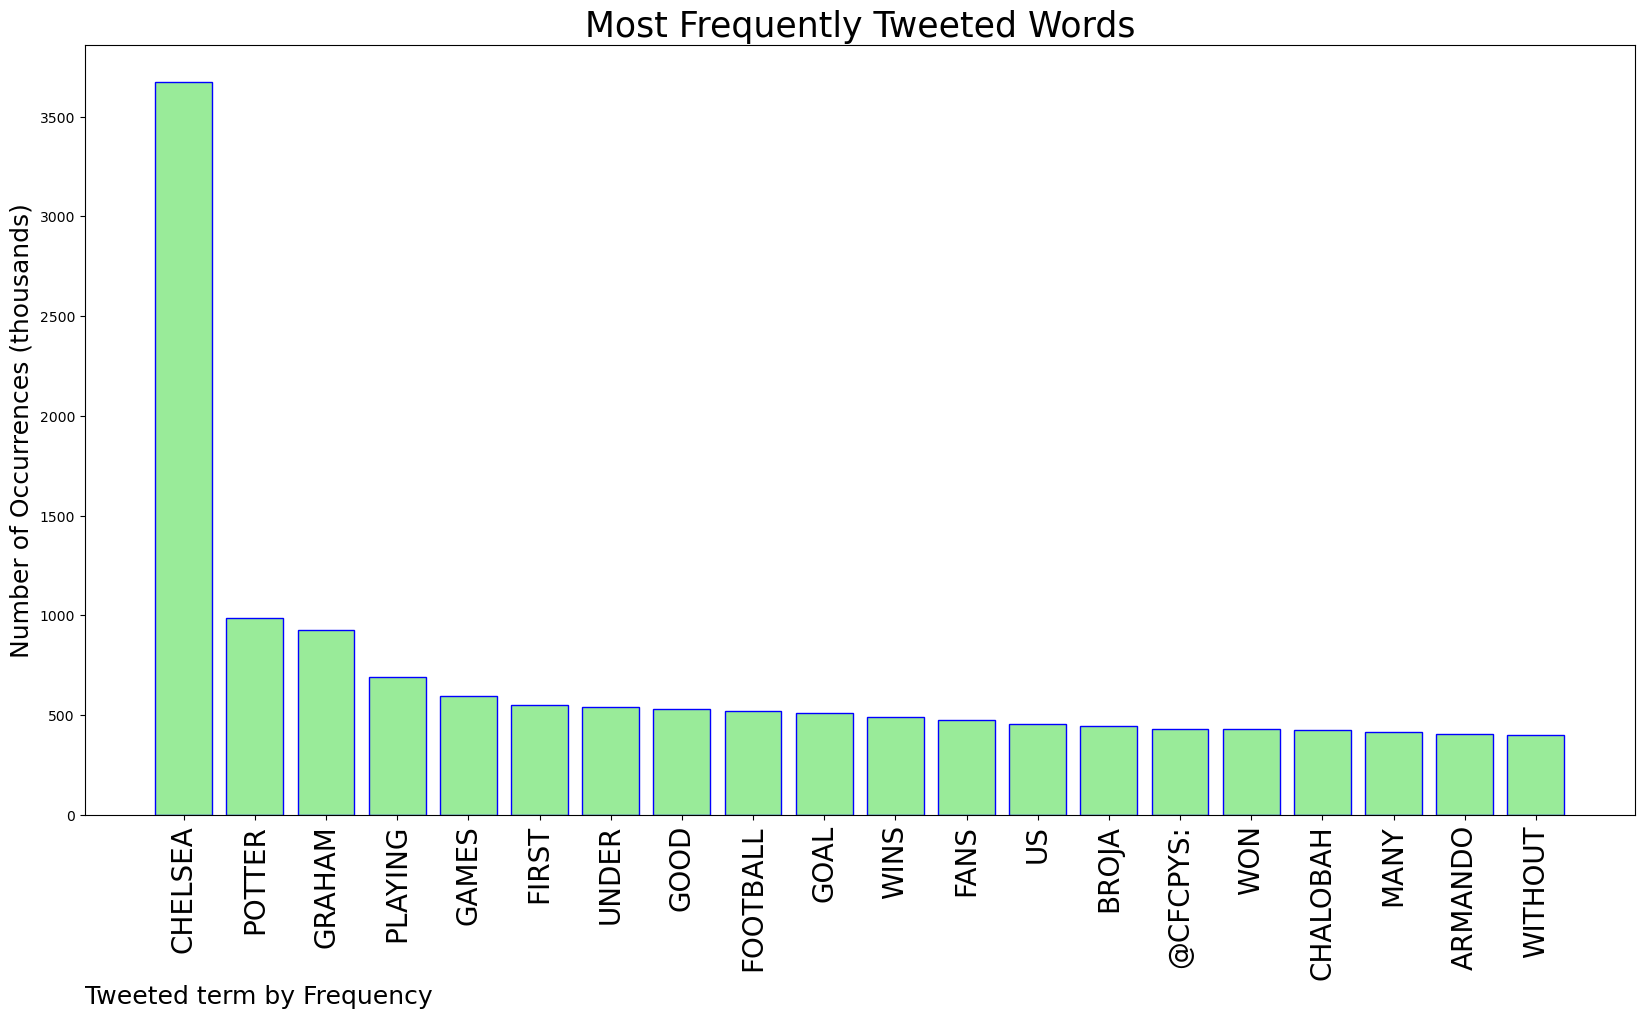 Most Frequently Tweeted Words
Number of Occurrences (thousands)
3500
3000
2500
2000
1500
1000
500
0
CHELSEA
POTTER
GRAHAM
PLAYING
GAMES
FIRST
UNDER
GOOD
FOOTBALL
GOAL
WINS
FANS
US
BROJA
@CFCPYS:
WON
CHALOBAH
MANY
ARMANDO
WITHOUT
Tweeted term by Frequency